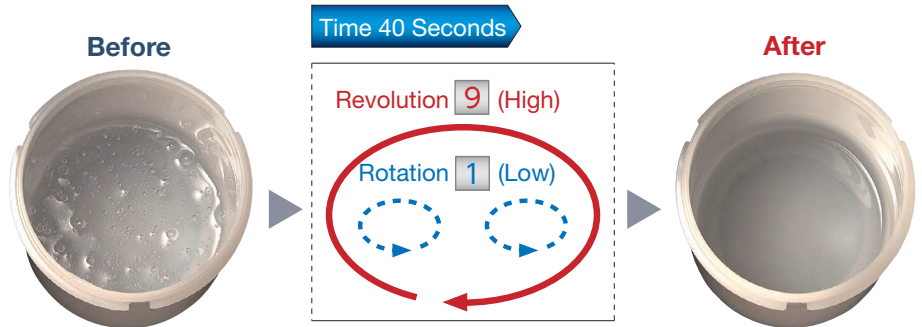 Time 40 Seconds
Before
After
Revolution 9 (High)
Rotation 1 (Low)